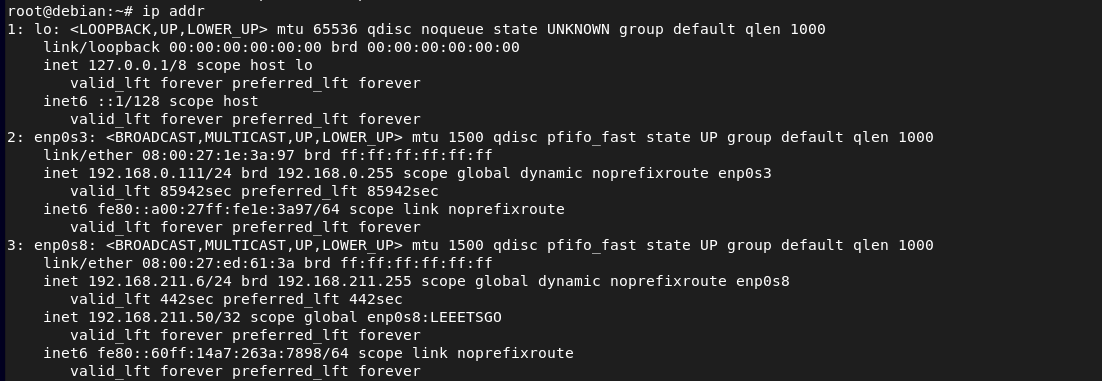 root@debian:~# ip addr
1: lo: <LOOPBACK,UP,LOWER_UP> mtu 65536 qdisc noqueue state UNKNOWN group default qlen 1000
    link/loopback 00:00:00:00:00:00 brd 00:00:00:00:00:00
    inet 127.0.0.1/8 scope host lo
       valid_lft forever preferred_lft forever
    inet6 ::1/128 scope host
       valid_lft forever preferred_lft forever
2: enp0s3: <BROADCAST,MULTICAST,UP,LOWER_UP> mtu 1500 qdisc pfifo_fast state UP group default qlen 1000
    link/ether 08:00:27:1e:3a:97 brd ff:ff:ff:ff:ff:ff
    inet 192.168.0.111/24 brd 192.168.0.255 scope global dynamic noprefixroute enp0s3
       valid_lft 85942sec preferred_lft 85942sec
    inet6 fe80::a00:27ff:fe1e:3a97/64 scope link noprefixroute
       valid_lft forever preferred_lft forever
3: enp0s8: <BROADCAST,MULTICAST,UP,LOWER_UP> mtu 1500 qdisc pfifo_fast state UP group default qlen 1000
    link/ether 08:00:27:ed:61:3a brd ff:ff:ff:ff:ff:ff
    inet 192.168.211.6/24 brd 192.168.211.255 scope global dynamic noprefixroute enp0s8
       valid_lft 442sec preferred_lft 442sec
    inet 192.168.211.50/32 scope global enp0s8:LEEETSGO
       valid_lft forever preferred_lft forever
    inet6 fe80::60ff:14a7:263a:7898/64 scope link noprefixroute
       valid_lft forever preferred_lft forever